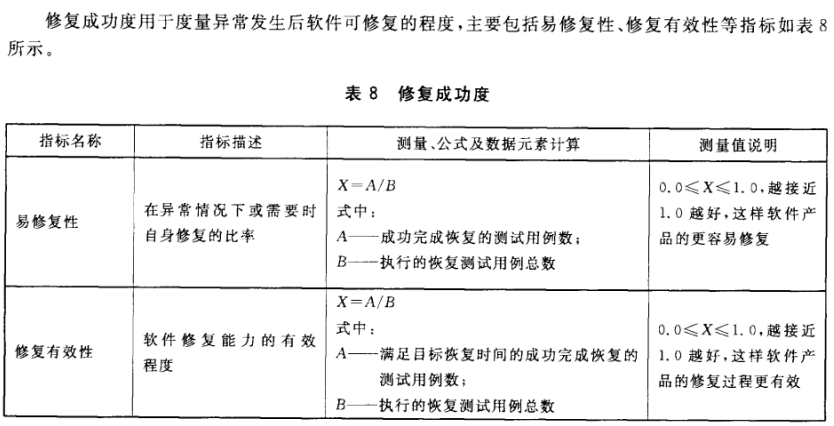 修复成功度用于度量异常发生后软件可修复的程度,主要包括易修复性、修复有效性等指标如表 8
所示。
表 8 修复成功度
指标名称 指标描述 测量、公式及数据元素计算 测量值说明
易修复性
在异常情况下或需要时
自身修复的比率
X=A/B
式中:
A——成功完成恢复的测试用例数;
B——执行的恢复测试用例总数
0.0≤X≤1.0,越接近
1.0 越好,这样软件产
品的更容易修复
修复有效性
软件修复能力的有效
程度
X=A/B
式中:
A——满足目标恢复时间的成功完成恢复的
测试用例数;
B——执行的恢复测试用例总数
0.0≤X≤1.0,越接近
1.0 越好,这样软件产
品的修复过程更有效